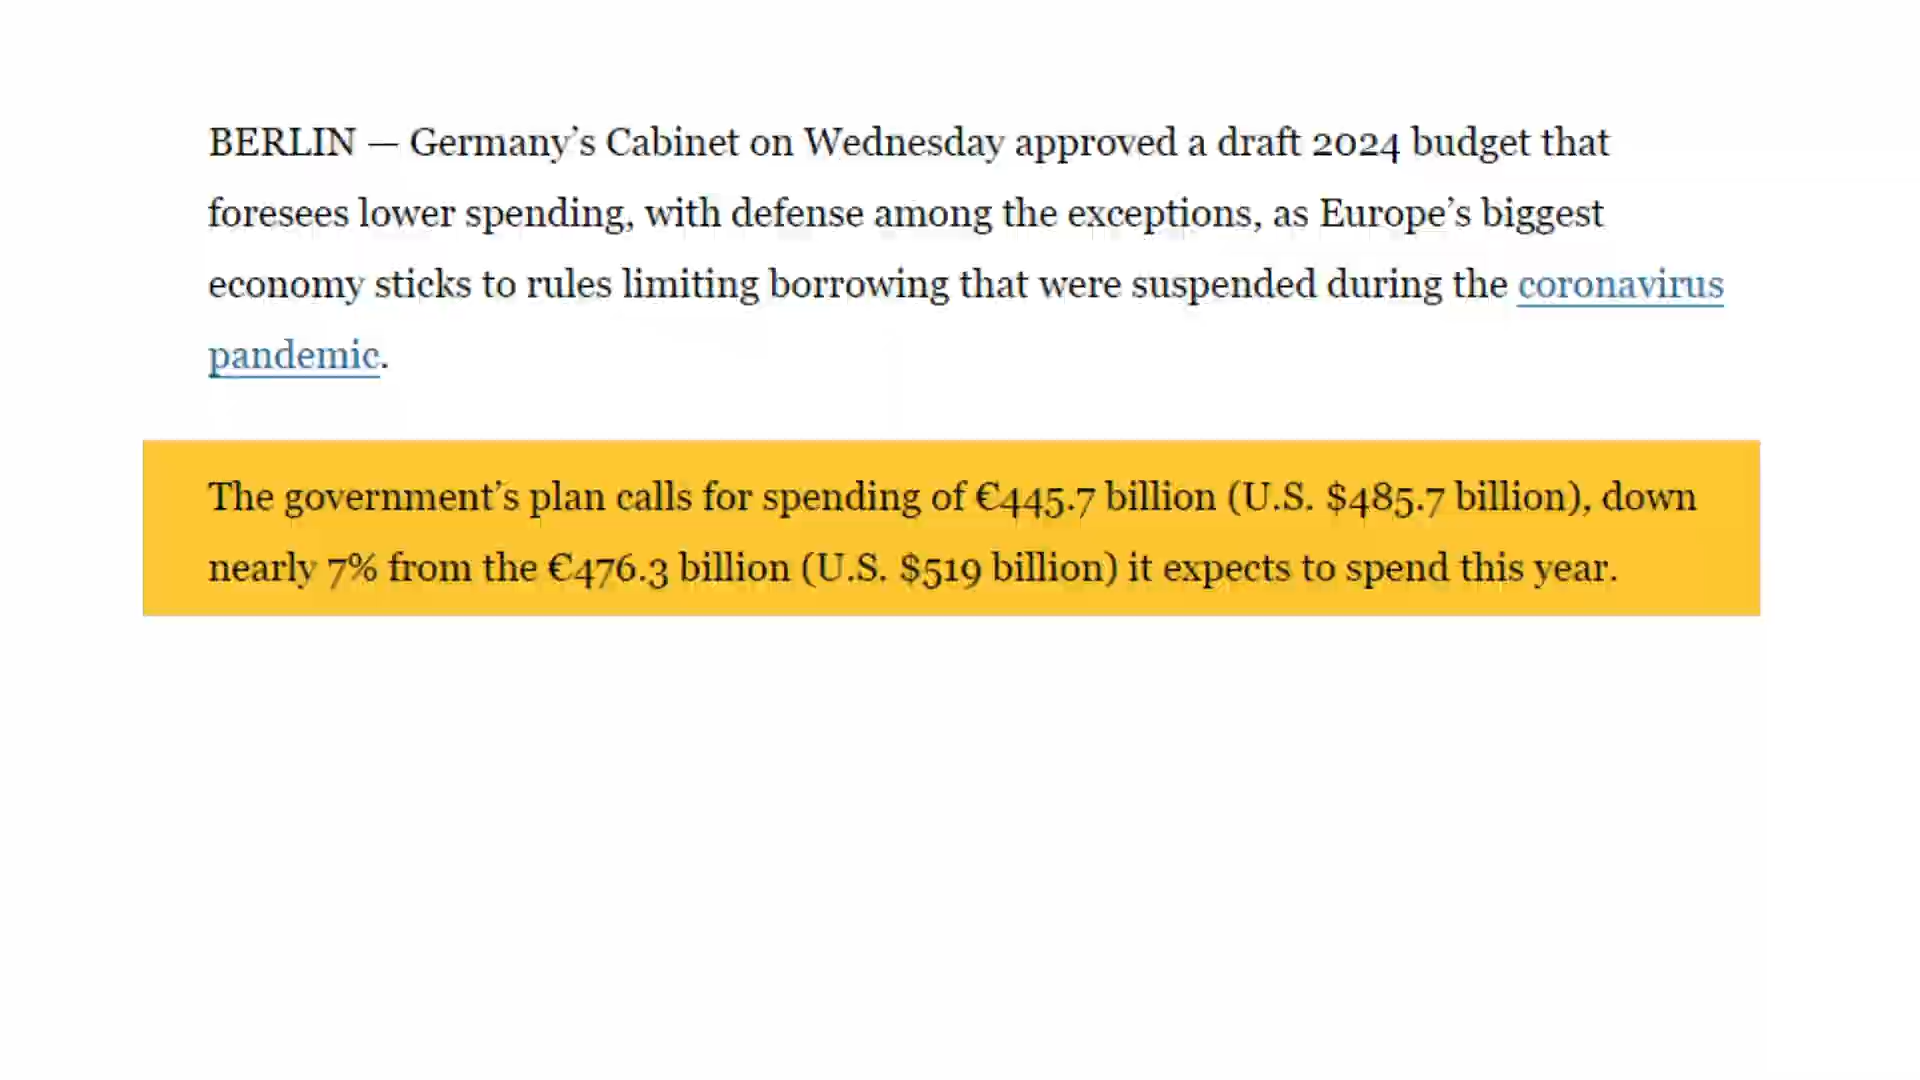 BERLIN — Germany’s Cabinet on Wednesday approved a draft 2024 budget that
foresees lower spending, with defense among the exceptions, as Europe’s biggest
economy sticks to rules limiting borrowing that were suspended during the coronavirus
pandemic.
The government’s plan calls for spending of €445.7 billion (U.S. $485.7 billion), down
nearly 7% from the €476.3 billion (U.S. $519 billion) it expects to spend this year.